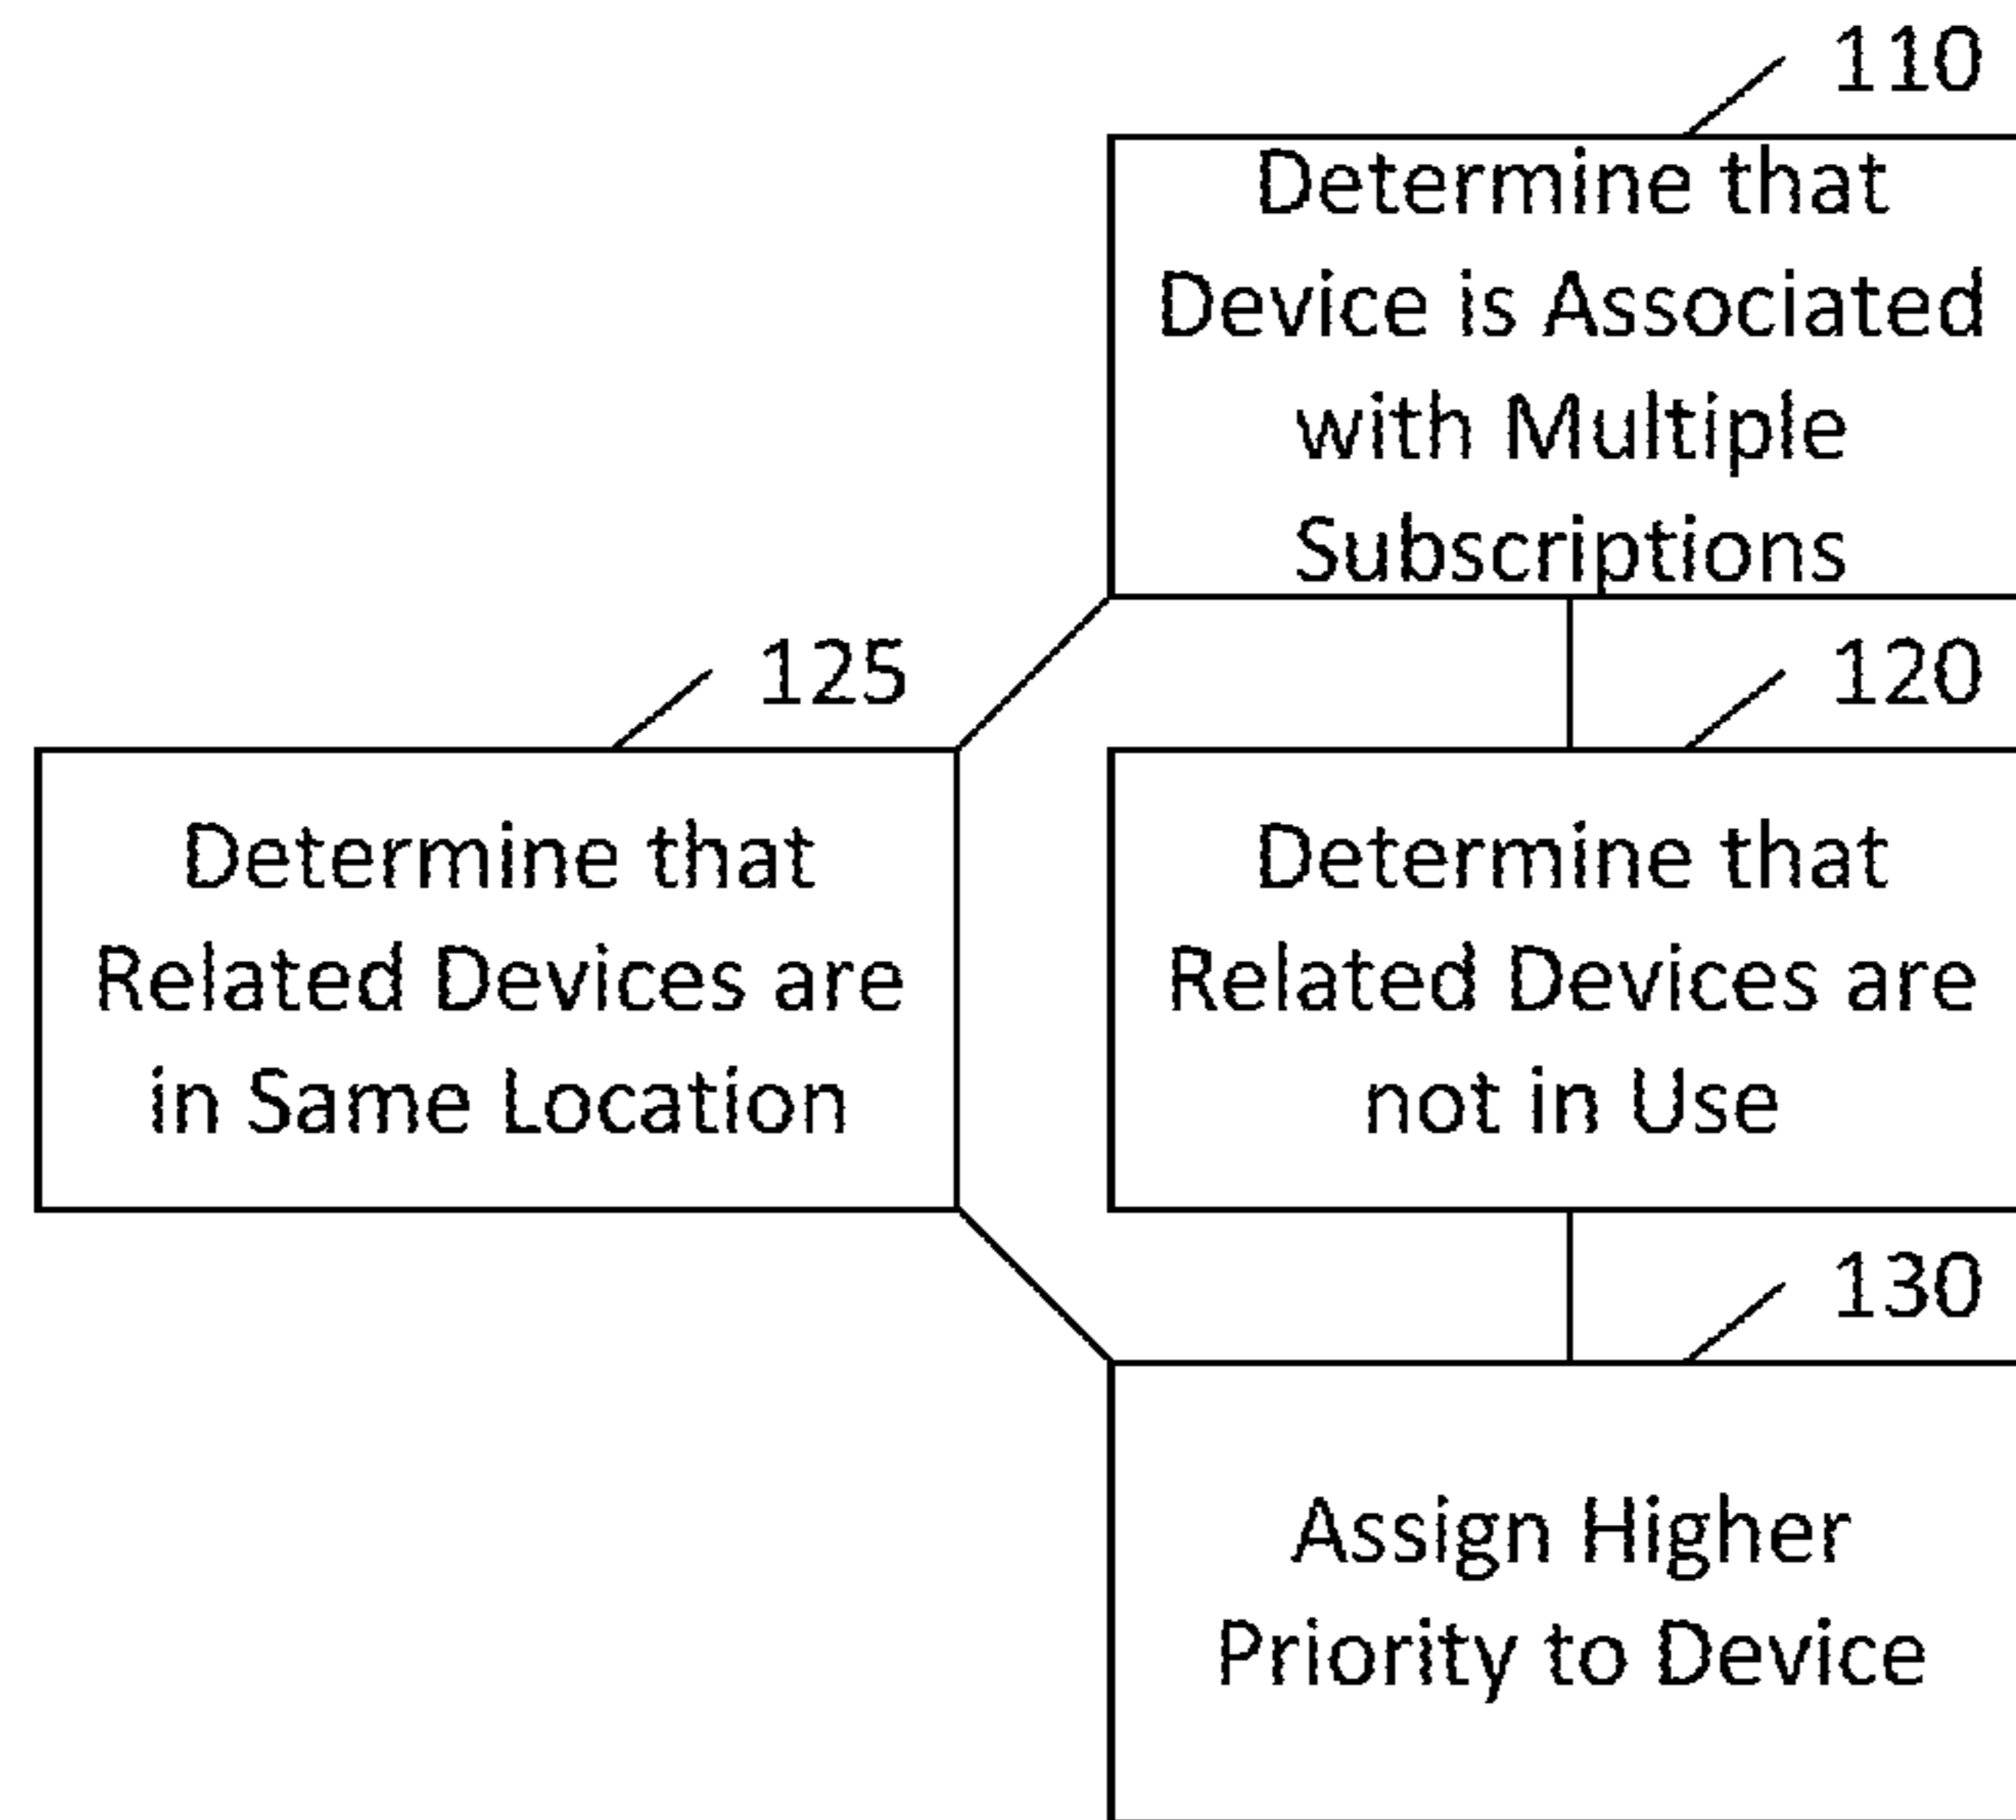 110
Determine that
Device is Associated
with Multiple
Subscriptions
125
Determine that
Related Devices are
in Same Location
120
Determine that
Related Devices are
not in Use
130
Assign Higher
Priority to Device